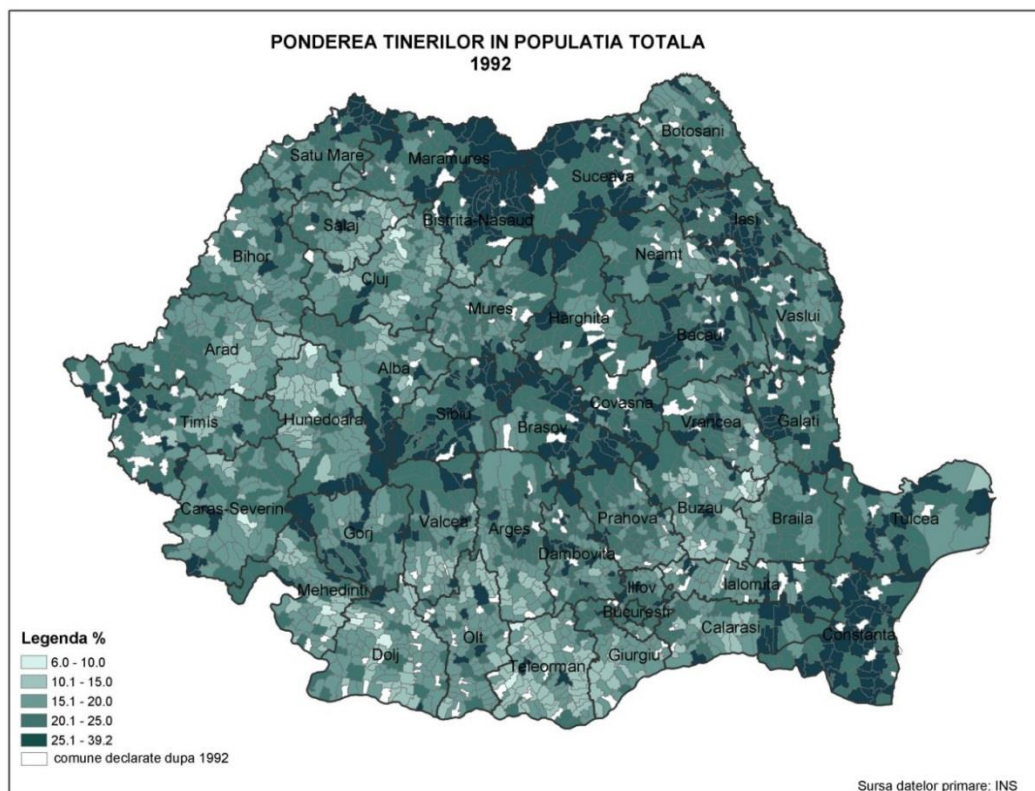 PONDEREA TINERILOR IN POPULATIA TOTALA
1992
Botosani
Satu Mare
Maramures
Suceava
Iasi
Salaj
Bistrita-Nasaud
Bihor
Neamt
Cluj
Mures
Harghita
Vaslui
Bacau
Arad
Alba
Timis
Hunedoara
Sibiu
Brasov
Covasna
Vrancea
Galati
Caras-Severin
Gorj
Valcea
Arges
Prahova
Buzau
Braila
Tulcea
Dambovita
Mehedinti
Ilfov
Ialomita
Bucuresti
Calarasi
Constanta
Dolj
Olt
Teleorman
Giurgiu
Legenda %
6.0 - 10.0
10.1 - 15.0
15.1 - 20.0
20.1 - 25.0
25.1 - 39.2
comune declarate dupa 1992
Sursa datelor primare: INS